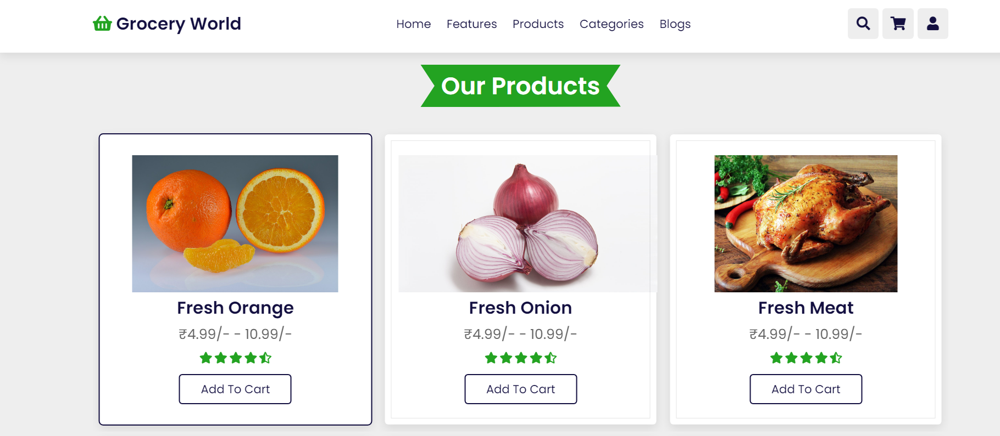 Grocery World
Home Features Products Categories Blogs
Our Products
Fresh Orange
₹4.99/- - 10.99/-
Add To Cart
Fresh Onion
₹4.99/- - 10.99/-
Add To Cart
Fresh Meat
₹4.99/- - 10.99/-
Add To Cart